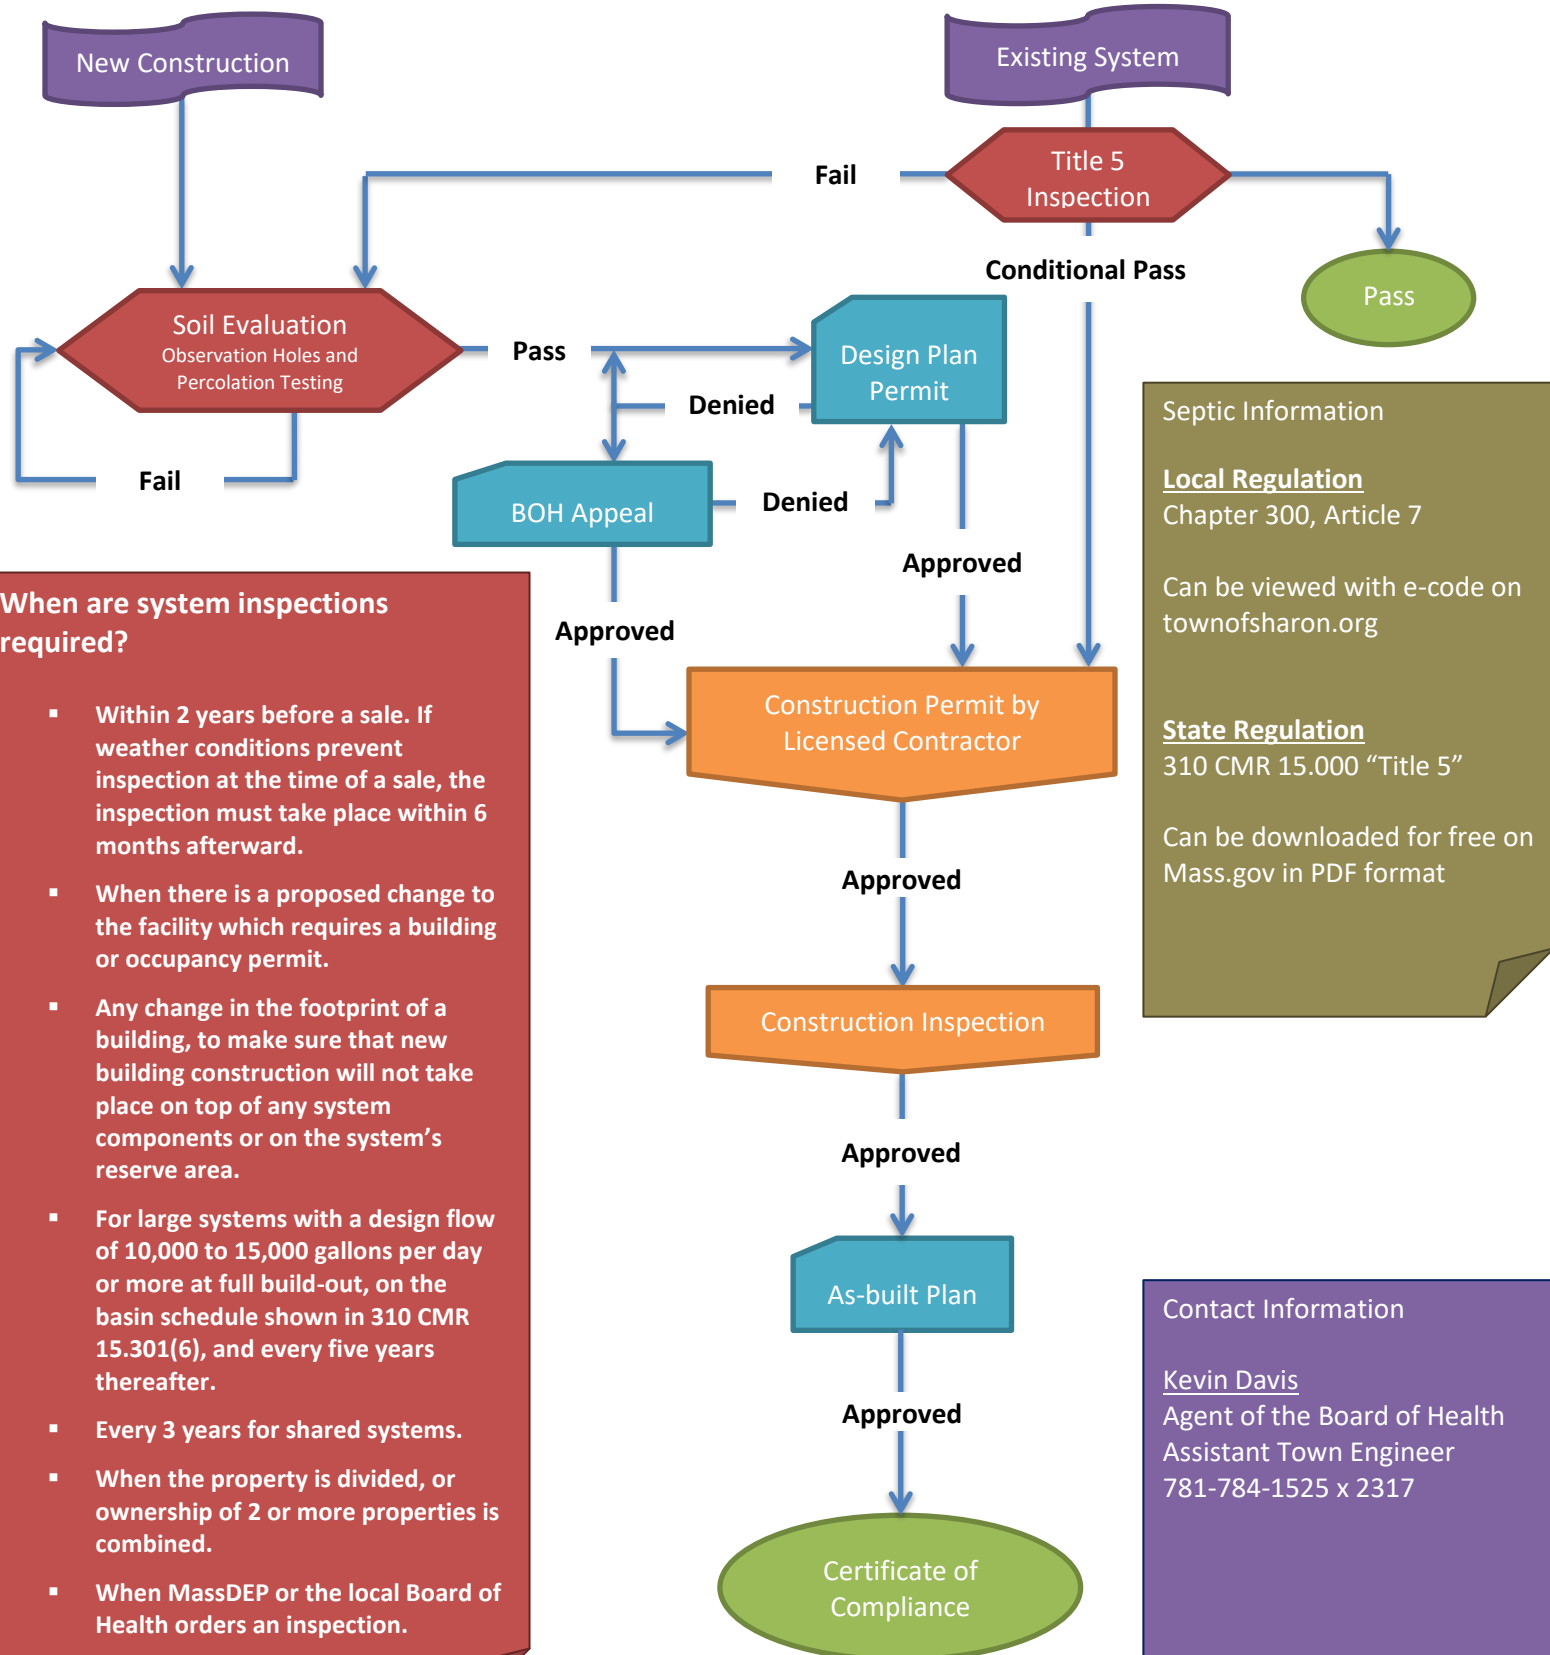 New Construction
Existing System
Title 5
Inspection
Fail
Conditional Pass
Pass
Soil Evaluation
Observation Holes and
Percolation Testing
Pass
Design Plan
Permit
Denied
Fail
BOH Appeal
Denied
Approved
Approved
Septic Information
Local Regulation
Chapter 300, Article 7
Can be viewed with e-code on
townofsharon.org
State Regulation
310 CMR 15.000 “Title 5”
Can be downloaded for free on
Mass.gov in PDF format
When are system inspections
required?
▪ Within 2 years before a sale. If
weather conditions prevent
inspection at the time of a sale, the
inspection must take place within 6
months afterward.
▪ When there is a proposed change to
the facility which requires a building
or occupancy permit.
▪ Any change in the footprint of a
building, to make sure that new
building construction will not take
place on top of any system
components or on the system’s
reserve area.
▪ For large systems with a design flow
of 10,000 to 15,000 gallons per day
or more at full build-out, on the
basin schedule shown in 310 CMR
15.301(6), and every five years
thereafter.
▪ Every 3 years for shared systems.
▪ When the property is divided, or
ownership of 2 or more properties is
combined.
▪ When MassDEP or the local Board of
Health orders an inspection.
Construction Permit by
Licensed Contractor
Approved
Construction Inspection
Approved
As-built Plan
Approved
Certificate of
Compliance
Contact Information
Kevin Davis
Agent of the Board of Health
Assistant Town Engineer
781-784-1525 x 2317